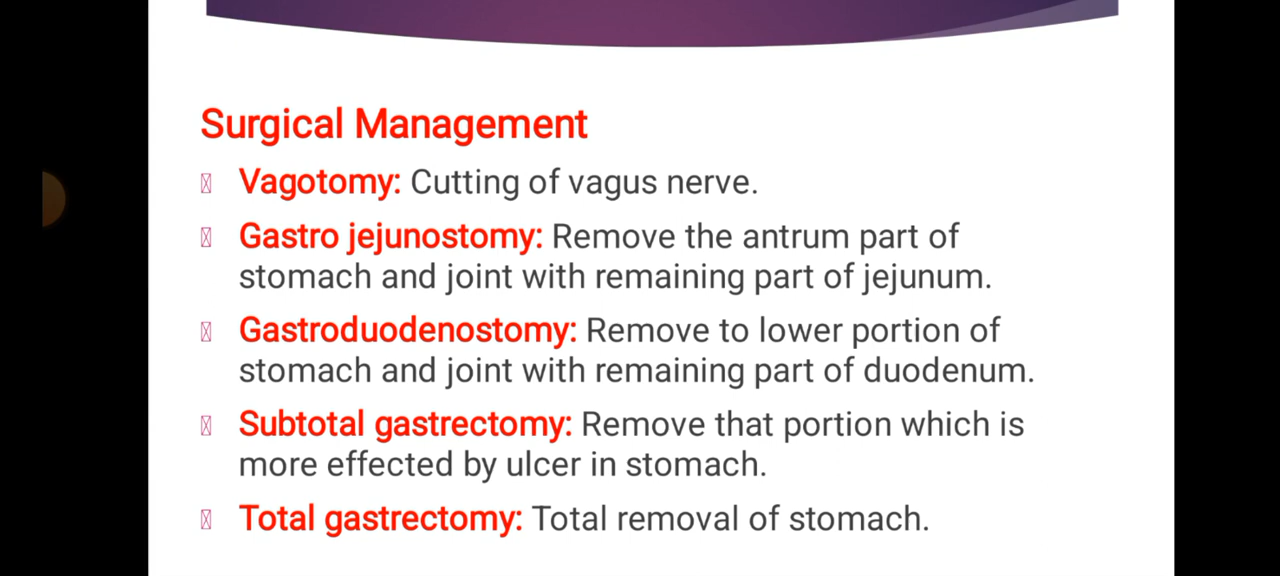 Surgical Management
Vagotomy: Cutting of vagus nerve.
Gastro jejunostomy: Remove the antrum part of
stomach and joint with remaining part of jejunum.
Gastroduodenostomy: Remove to lower portion of
stomach and joint with remaining part of duodenum.
Subtotal gastrectomy: Remove that portion which is
more effected by ulcer in stomach.
Total gastrectomy: Total removal of stomach.